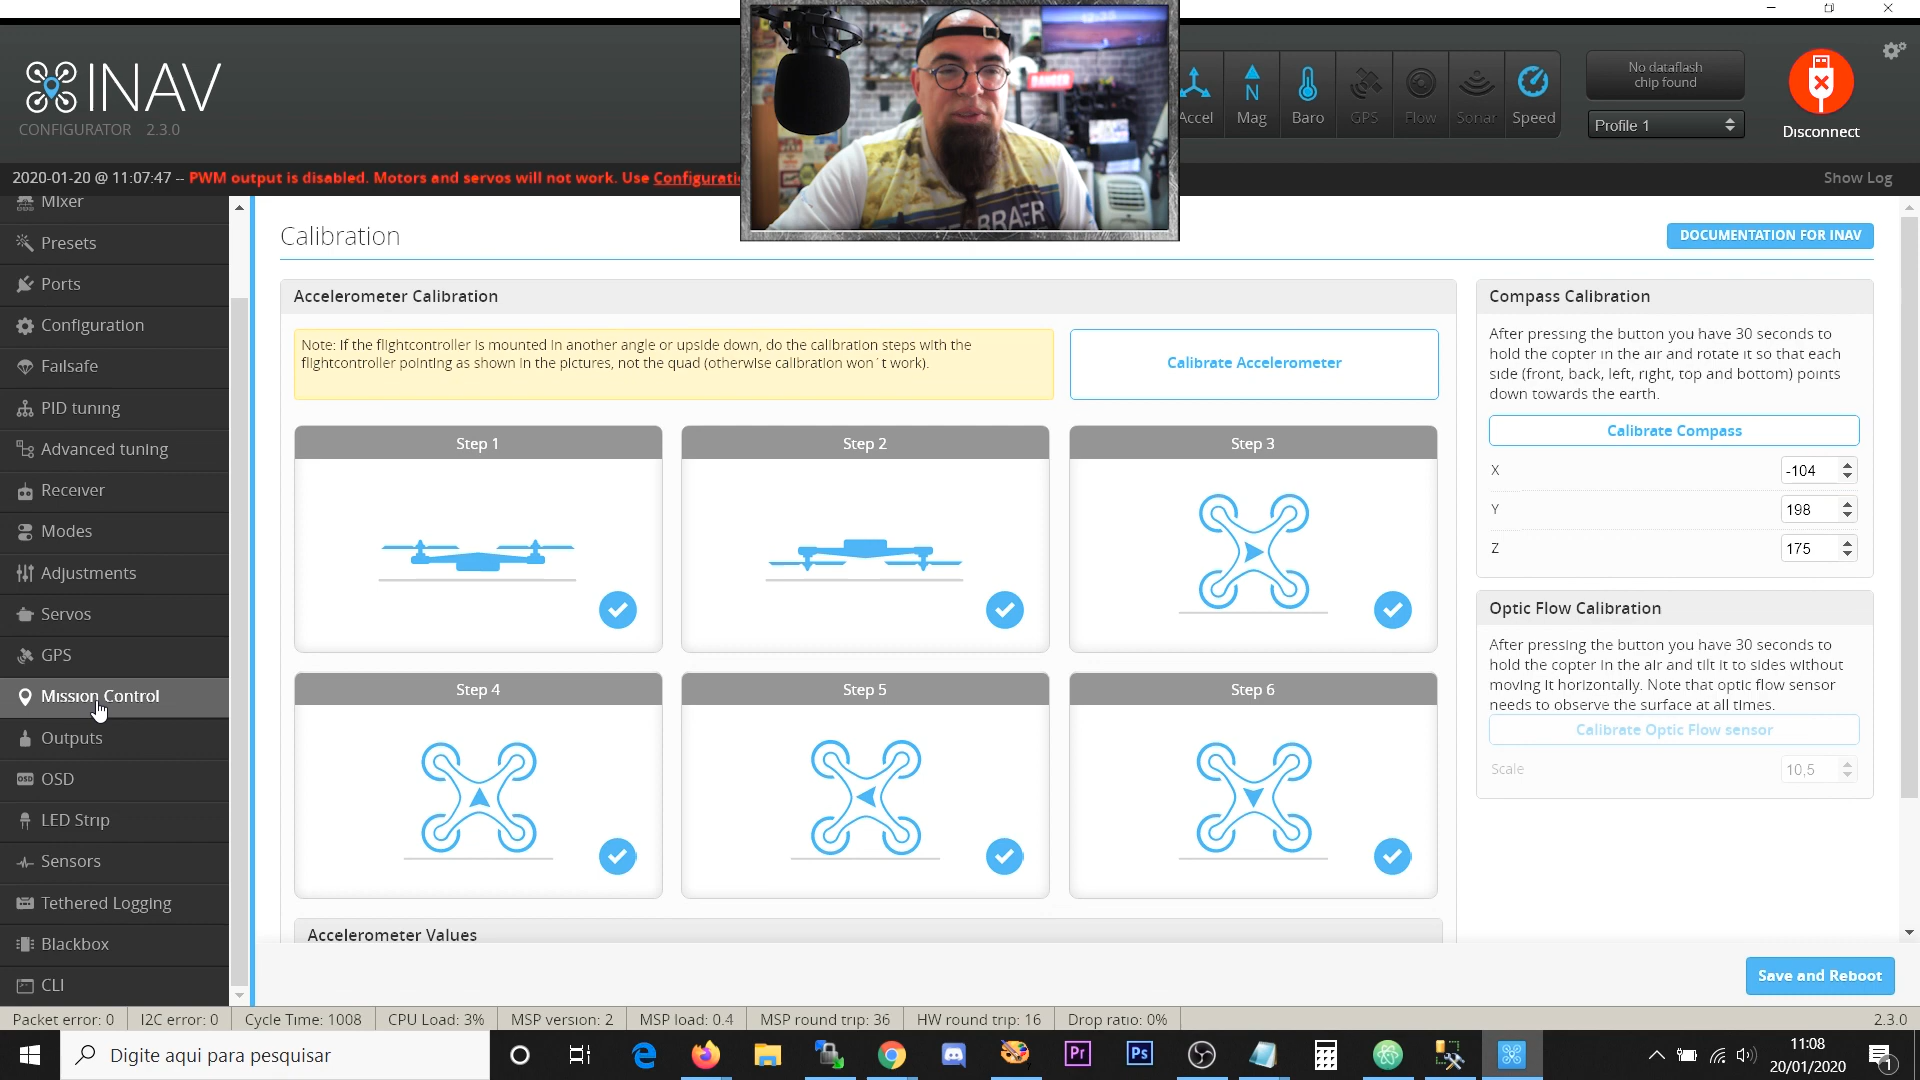 INAV
CONFIGURATOR 2.3.0
Accel
Mag
Baro
GPS
Flow
Sonar
Speed
No dataflash
chip found
Profile 1
Disconnect
2020-01-20 @ 11:07:47 -- PWM output is disabled. Motors and servos will not work. Use Configurati
Show Log
Mixer
Presets
Ports
Configuration
Failsafe
PID tuning
Advanced tuning
Receiver
Modes
Adjustments
Servos
GPS
Mission Control
Outputs
OSD
LED Strip
Sensors
Tethered Logging
Blackbox
CLI
Calibration
DOCUMENTATION FOR INAV
Accelerometer Calibration
Note: If the flightcontroller is mounted in another angle or upside down, do the calibration steps with the
flightcontroller pointing as shown in the pictures, not the quad (otherwise calibration won´t work).
Calibrate Accelerometer
Step 1
Step 2
Step 3
Step 4
Step 5
Step 6
Accelerometer Values
Compass Calibration
After pressing the button you have 30 seconds to
hold the copter in the air and rotate it so that each
side (front, back, left, right, top and bottom) points
down towards the earth.
Calibrate Compass
X -104
Y 198
Z 175
Optic Flow Calibration
After pressing the button you have 30 seconds to
hold the copter in the air and tilt it to sides without
moving it horizontally. Note that optic flow sensor
needs to observe the surface at all times.
Calibrate Optic Flow sensor
Scale 10,5
Save and Reboot
Packet error: 0
I2C error: 0
Cycle Time: 1008
CPU Load: 3%
MSP version: 2
MSP load: 0.4
MSP round trip: 36
HW round trip: 16
Drop ratio: 0%
2.3.0
Digite aqui para pesquisar
Pr
Ps
11:08
20/01/2020
1